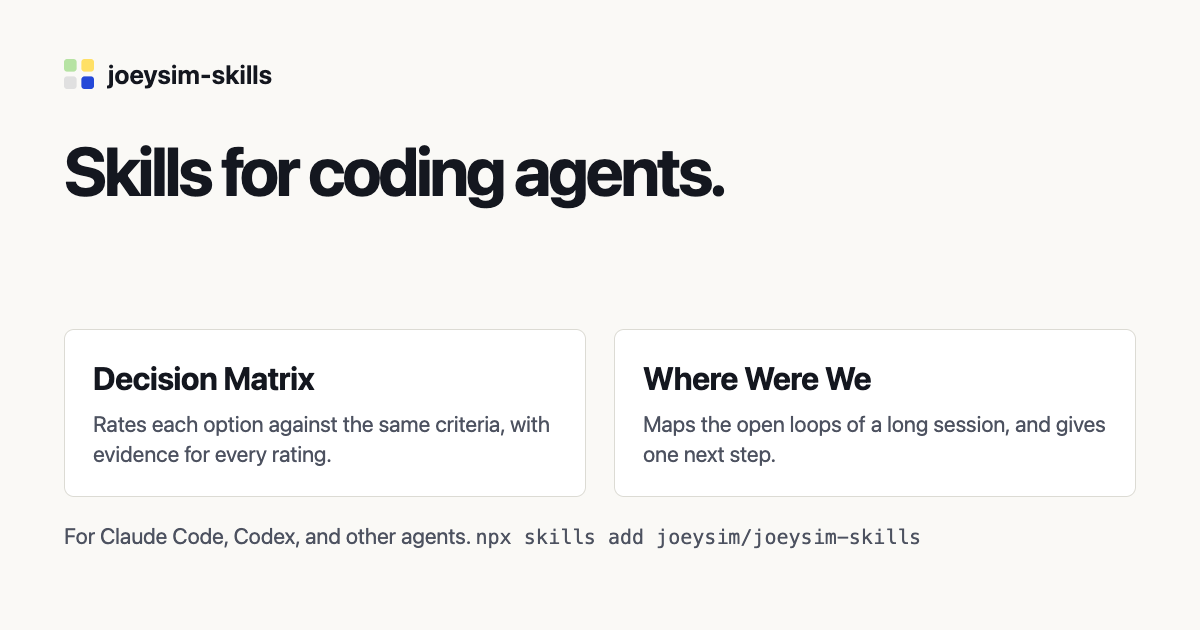 joeysim-skills
Skills for coding agents.
Decision Matrix
Rates each option against the same criteria, with
evidence for every rating.
Where Were We
Maps the open loops of a long session, and gives
one next step.
For Claude Code, Codex, and other agents. npx skills add joeysim/joeysim-skills